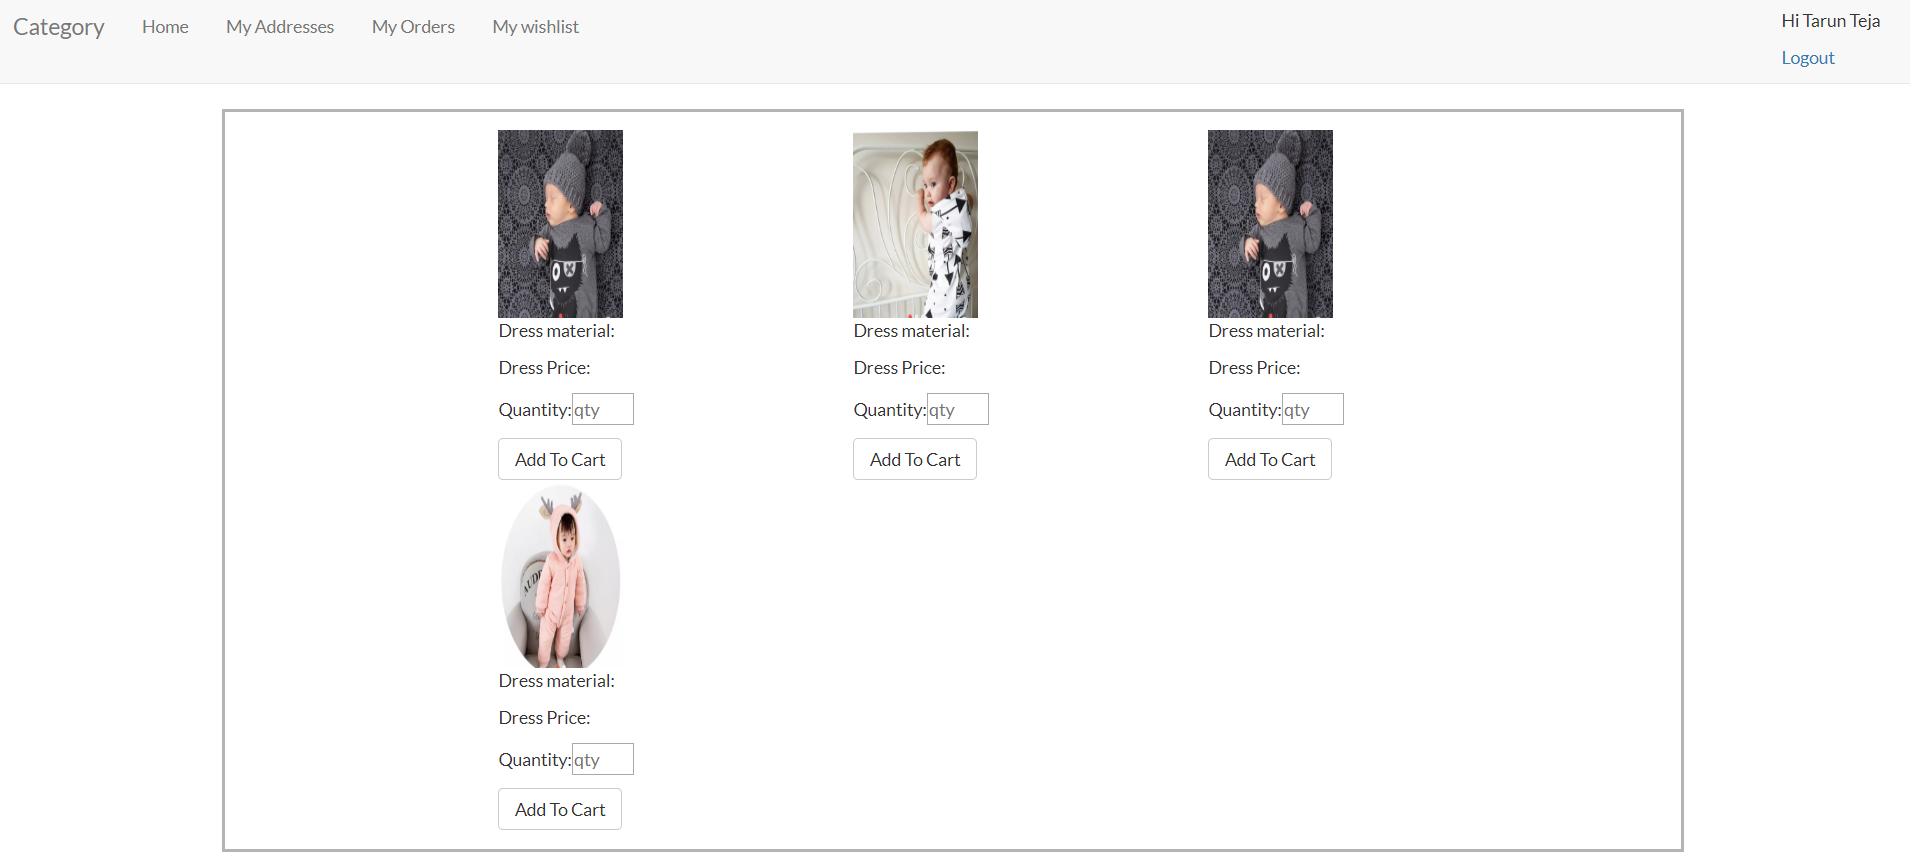 Category Home My Addresses My Orders My wishlist
Hi Tarun Teja
Logout
Dress material: Dress material: Dress material:
Dress Price: Dress Price: Dress Price:
Quantity: qty Quantity: qty Quantity: qty
Add To Cart Add To Cart Add To Cart
Dress material:
Dress Price:
Quantity: qty
Add To Cart